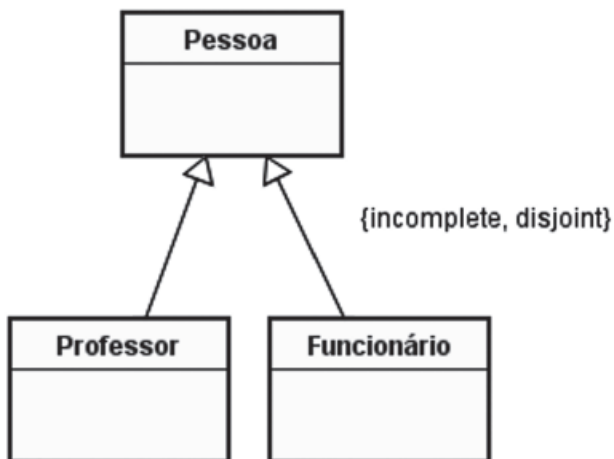 Pessoa
{incomplete, disjoint}
Professor
Funcionário